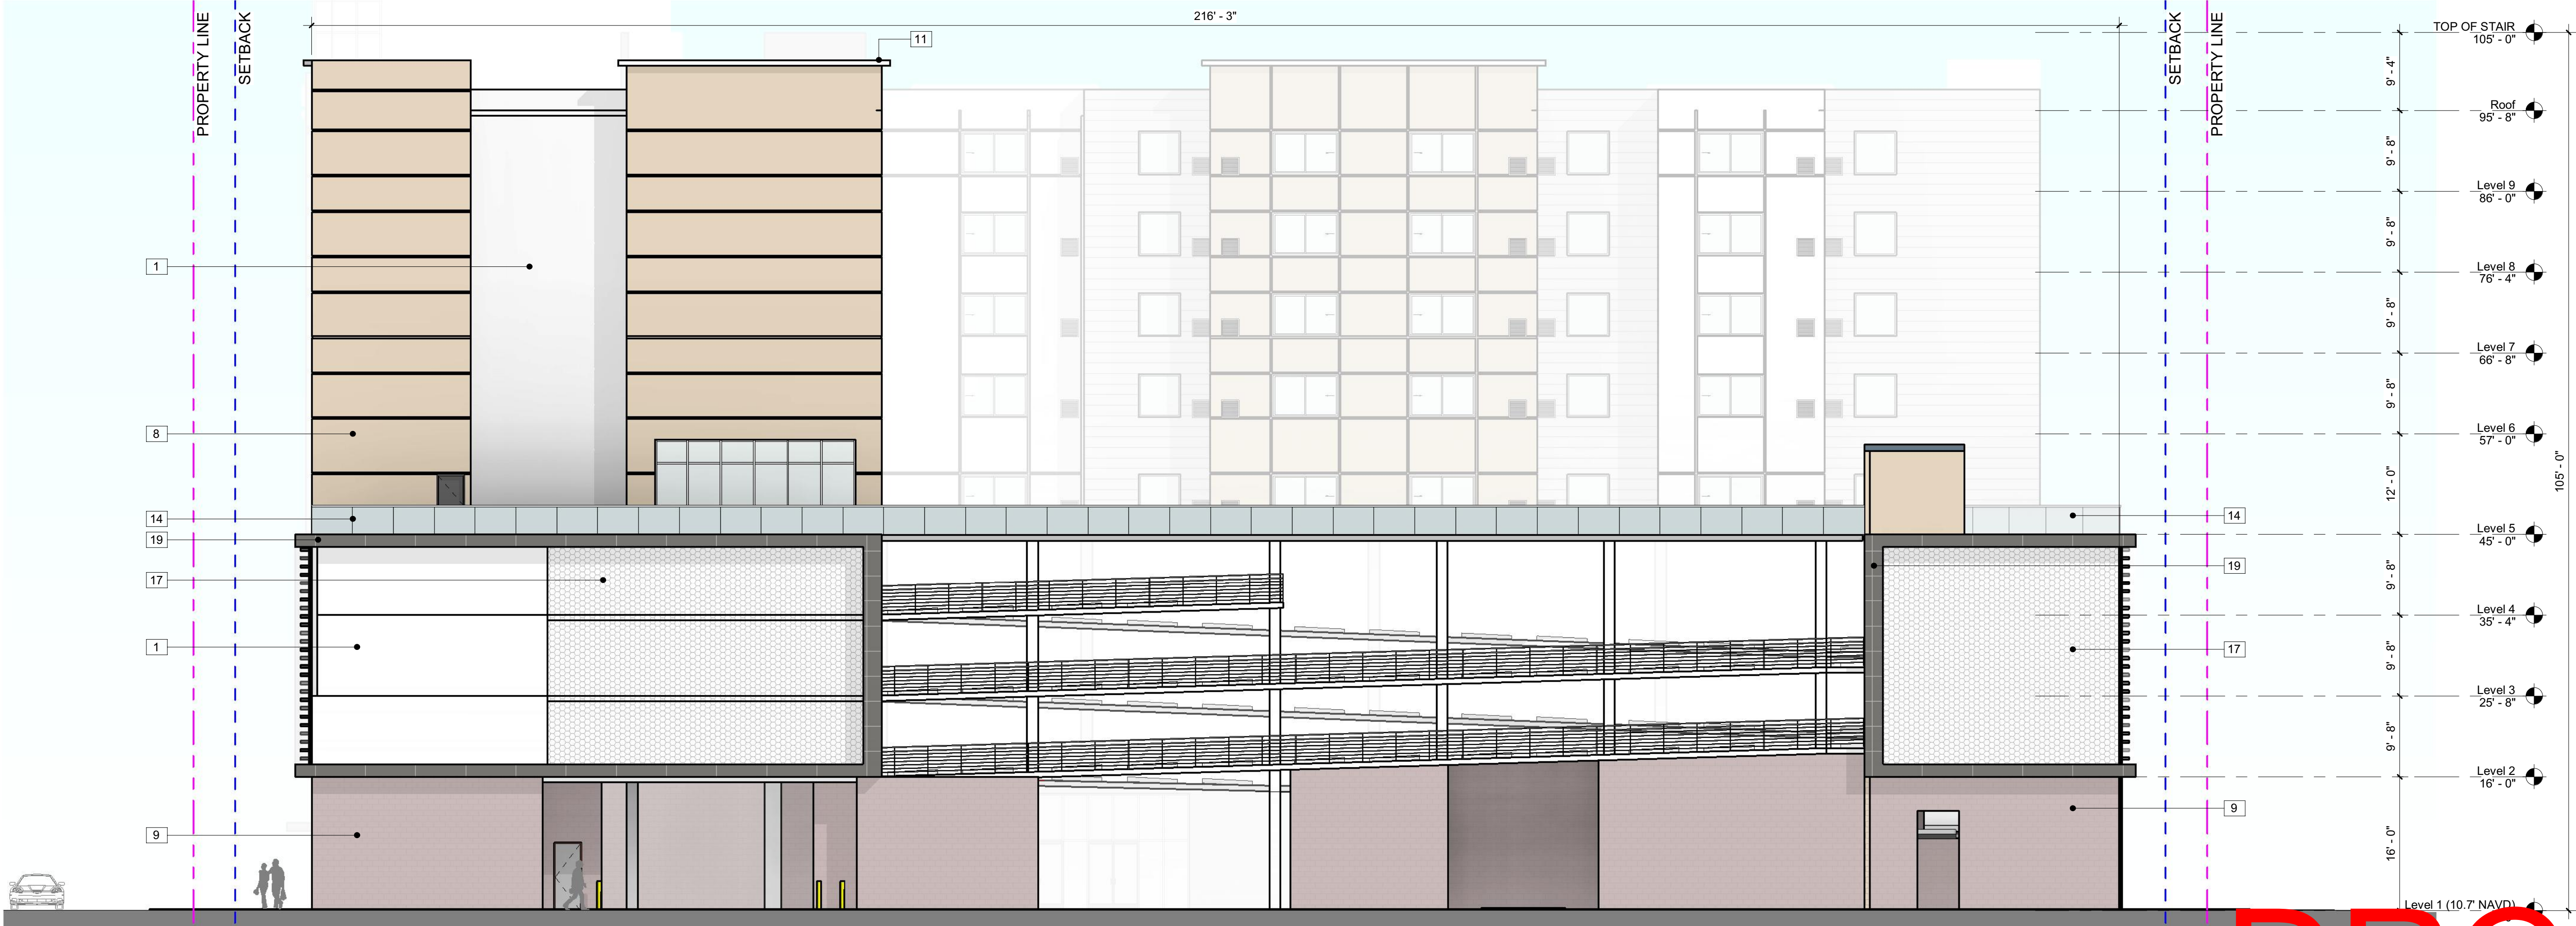 216' - 3"
PROPERTY LINE
SETBACK
SETBACK
PROPERTY LINE
11
1
8
14
19
17
1
9
14
19
17
9
TOP OF STAIR
105' - 0"
9' - 4"
Roof
95' - 8"
9' - 8"
Level 9
86' - 0"
9' - 8"
Level 8
76' - 4"
9' - 8"
Level 7
66' - 8"
9' - 8"
Level 6
57' - 0"
12' - 0"
105' - 0"
Level 5
45' - 0"
9' - 8"
Level 4
35' - 4"
9' - 8"
Level 3
25' - 8"
9' - 8"
Level 2
16' - 0"
16' - 0"
Level 1 (10.7' NAVD)